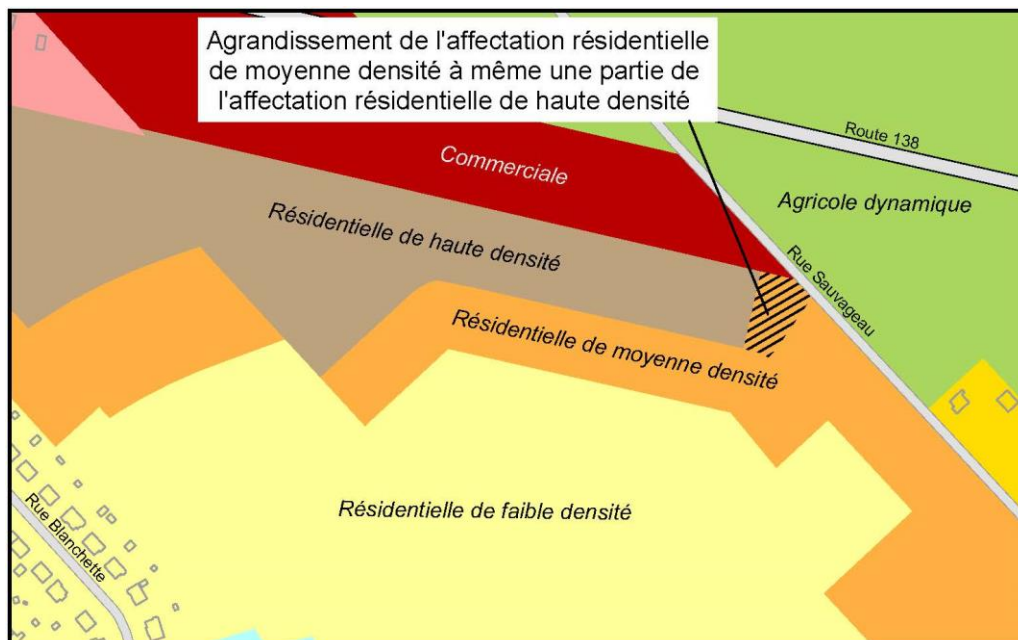 Agrandissement de l'affectation résidentielle
de moyenne densité à même une partie de
l'affectation résidentielle de haute densité
Route 138
Commerciale
Agricole dynamique
Résidentielle de haute densité
Rue Sauvageau
Résidentielle de moyenne densité
Résidentielle de faible densité
Rue Blanchette